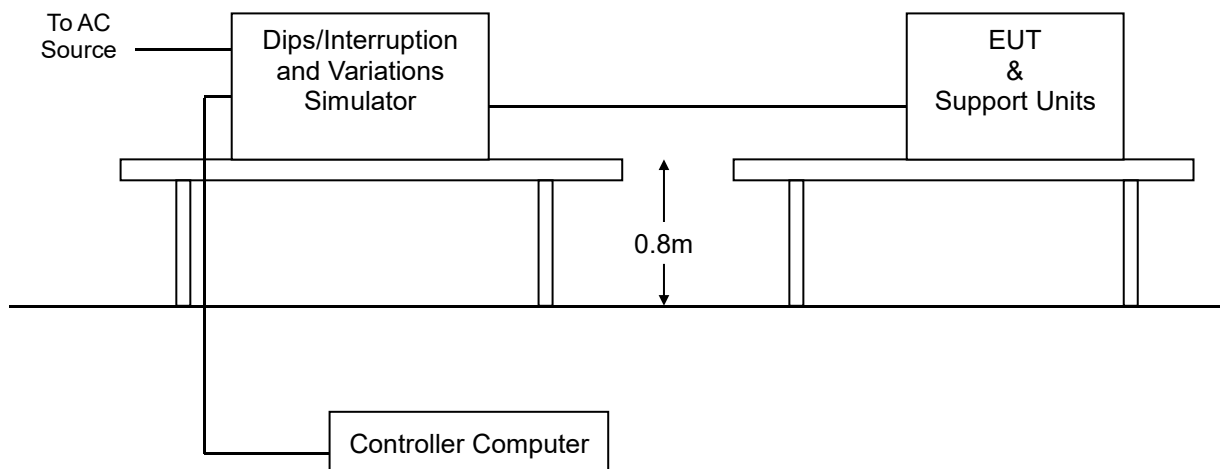 To AC
Source
Dips/Interruption
and Variations
Simulator
EUT
&
Support Units
0.8m
Controller Computer